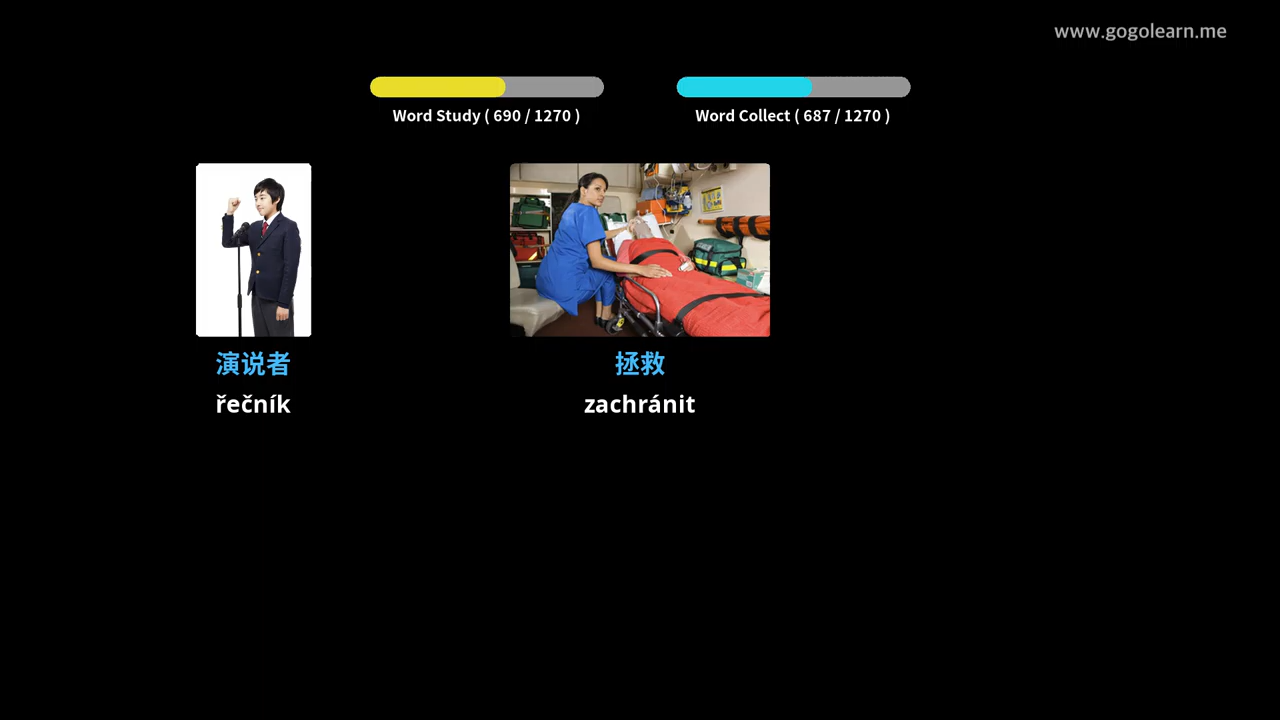 www.gogolearn.me
Word Study ( 690 / 1270 )
Word Collect ( 687 / 1270 )
演说者
řečník
拯救
zachránit